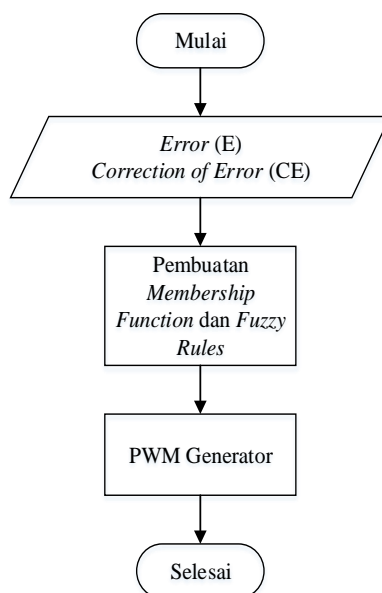 Mulai
Error (E)
Correction of Error (CE)
Pembuatan
Membership
Function dan Fuzzy
Rules
PWM Generator
Selesai